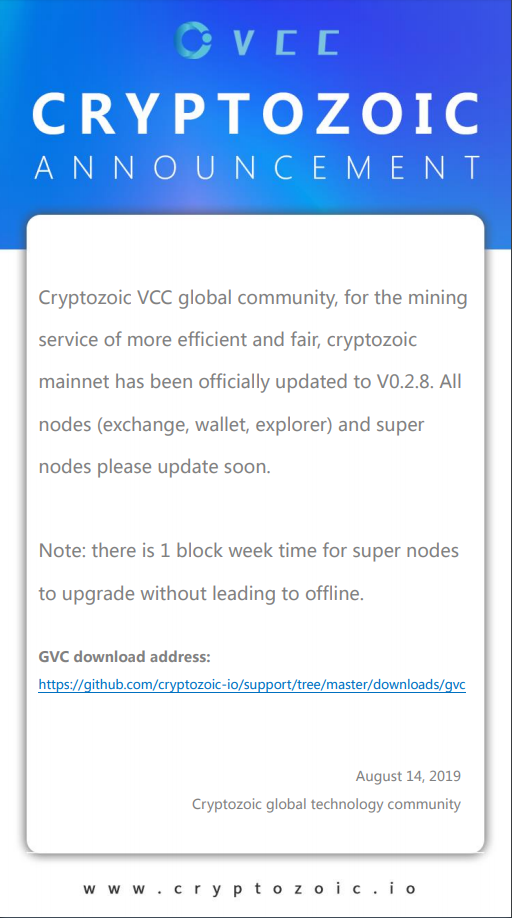 VCC
CRYPTOZOIC
ANNOUNCEMENT
Cryptozoic VCC global community, for the mining
service of more efficient and fair, cryptozoic
mainnet has been officially updated to V0.2.8. All
nodes (exchange, wallet, explorer) and super
nodes please update soon.
Note: there is 1 block week time for super nodes
to upgrade without leading to offline.
GVC download address:
https://github.com/cryptozoic-io/support/tree/master/downloads/gvc
August 14, 2019
Cryptozoic global technology community
www.cryptozoic.io